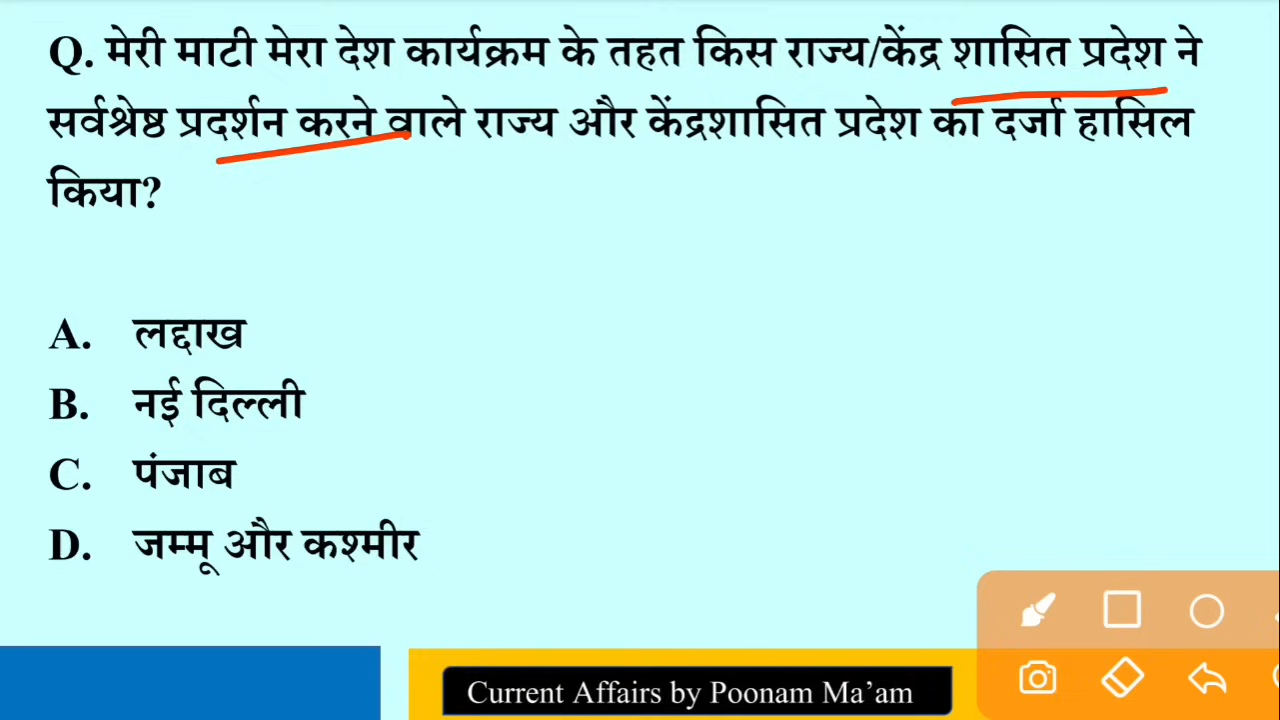 Q. मेरी माटी मेरा देश कार्यक्रम के तहत किस राज्य/केंद्र शासित प्रदेश ने
सर्वश्रेष्ठ प्रदर्शन करने वाले राज्य और केंद्रशासित प्रदेश का दर्जा हासिल
किया?
A. लद्दाख
B. नई दिल्ली
C. पंजाब
D. जम्मू और कश्मीर
Current Affairs by Poonam Ma’am